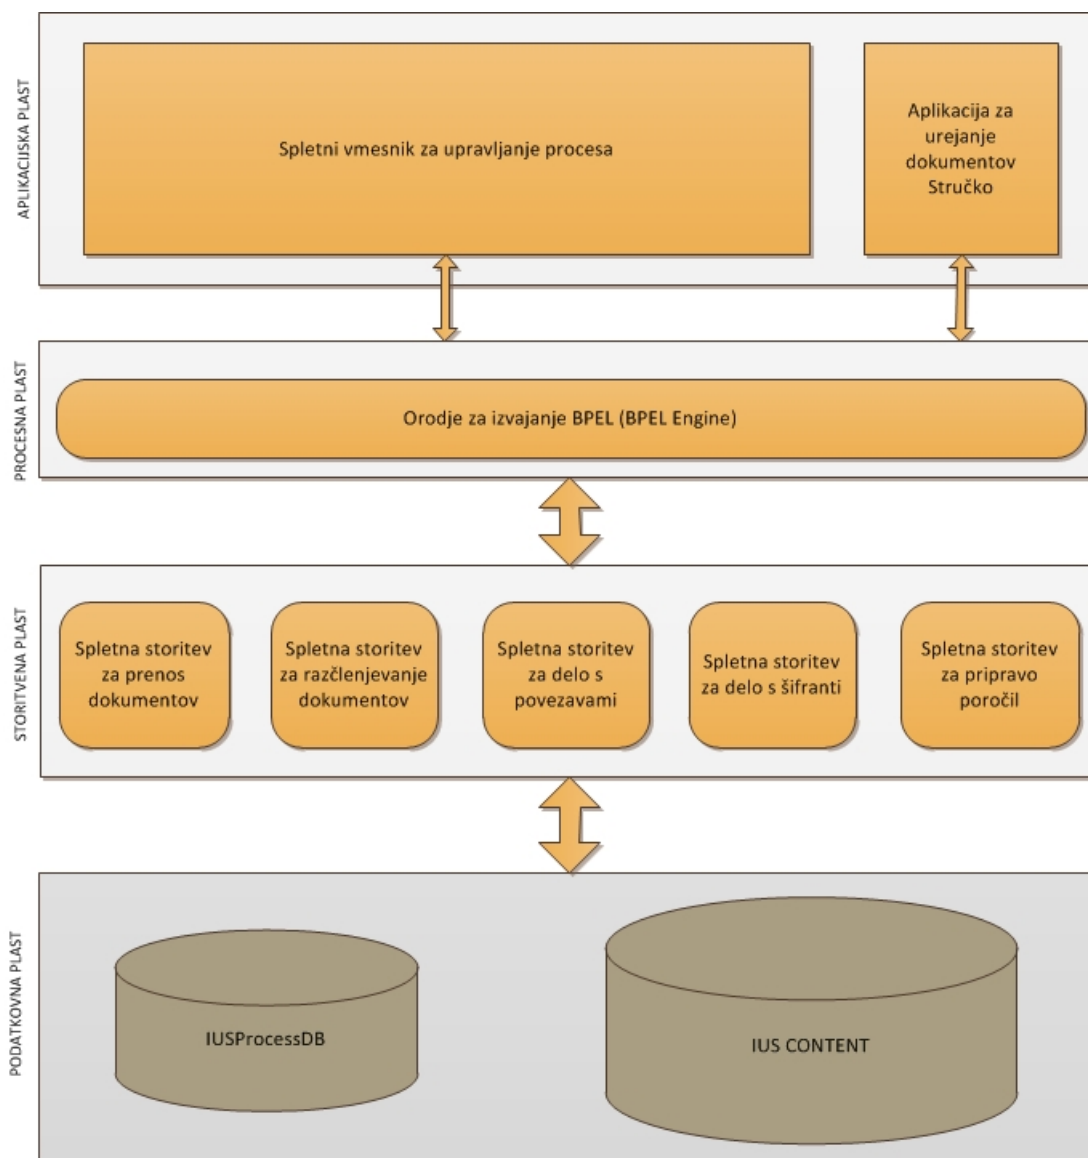 APLIKACIJSKA PLAST
Spletni vmesnik za upravljanje procesa
Aplikacija za
urejanje
dokumentov
Stručko
PROCESNA PLAST
Orodje za izvajanje BPEL (BPEL Engine)
STORITVENA PLAST
Spletna storitev
za prenos
dokumentov
Spletna storitev
za razčlenjevanje
dokumentov
Spletna storitev
za delo s
povezavami
Spletna storitev
za delo s šifranti
Spletna storitev
za pripravo
poročil
PODATKOVNA PLAST
IUSProcessDB
IUS CONTENT